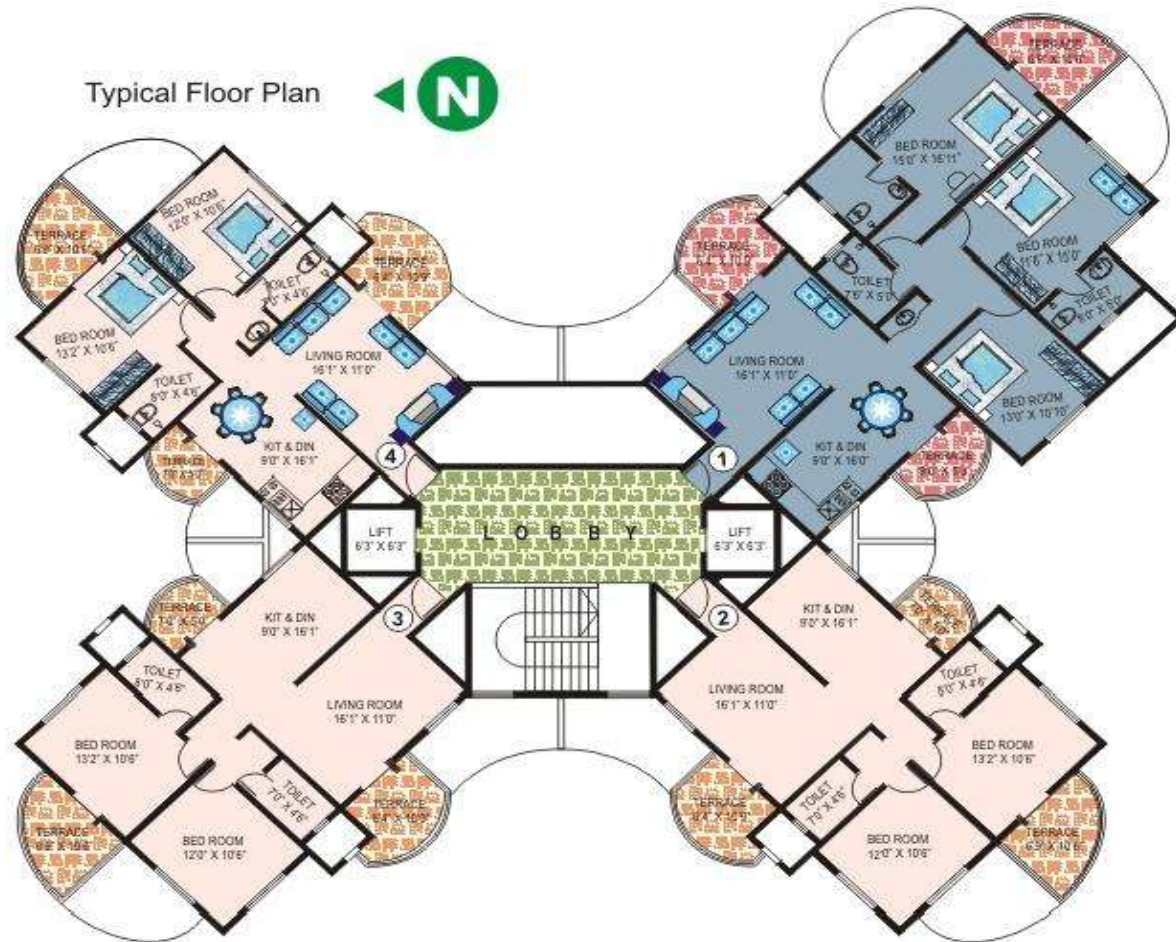 Typical Floor Plan
N
TERRACE
BED ROOM
15'0" X 16'11"
BED ROOM
12'0" X 10'6"
TERRACE
BED ROOM
11'6" X 15'0"
TERRACE
TERRACE
TOILET
7'0" X 4'6"
TOILET
7'6" X 5'0"
TOILET
BED ROOM
13'2" X 10'6"
LIVING ROOM
16'1" X 11'0"
LIVING ROOM
16'1" X 11'0"
TOILET
8'0" X 4'6"
BED ROOM
13'0" X 10'10"
KIT & DIN
9'0" X 16'1"
KIT & DIN
9'0" X 16'0"
4
1
TERRACE
TERRACE
LIFT
6'3" X 6'3"
LOBBY
LIFT
6'3" X 6'3"
TERRACE
KIT & DIN
9'0" X 16'1"
3
2
KIT & DIN
9'0" X 16'1"
TOILET
8'0" X 4'6"
TOILET
8'0" X 4'6"
LIVING ROOM
16'1" X 11'0"
LIVING ROOM
16'1" X 11'0"
BED ROOM
13'2" X 10'6"
BED ROOM
13'2" X 10'6"
TOILET
7'0" X 4'6"
TOILET
7'0" X 4'6"
TERRACE
TERRACE
TERRACE
TERRACE
BED ROOM
12'0" X 10'6"
BED ROOM
12'0" X 10'6"